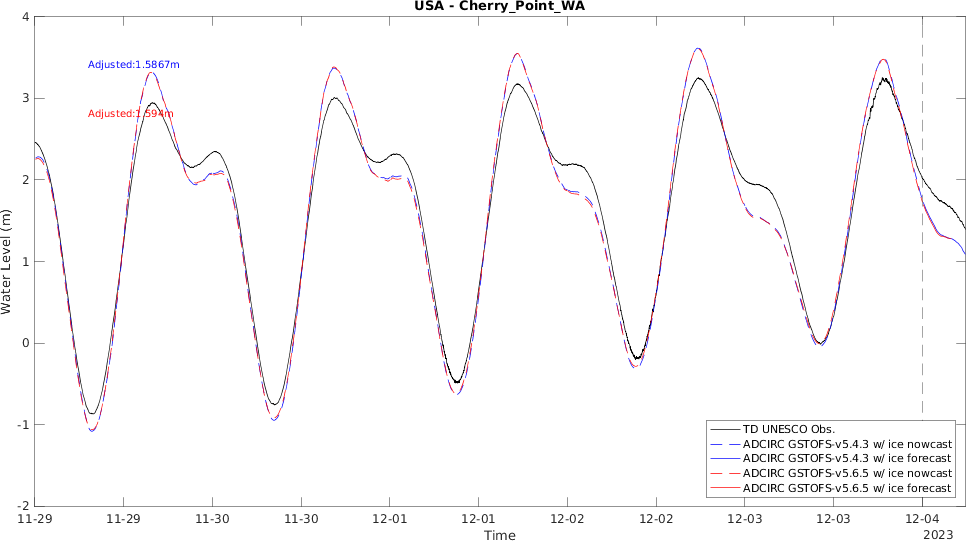 USA - Cherry_Point_WA
Water Level (m)
4
3
2
1
0
-1
-2
Adjusted:1.5867m
Adjusted:1.594m
TD UNESCO Obs.
ADCIRC GSTOFS-v5.4.3 w/ ice nowcast
ADCIRC GSTOFS-v5.4.3 w/ ice forecast
ADCIRC GSTOFS-v5.6.5 w/ ice nowcast
ADCIRC GSTOFS-v5.6.5 w/ ice forecast
11-29 11-29 11-30 11-30 12-01 12-01 12-02 12-02 12-03 12-03 12-04
Time 2023